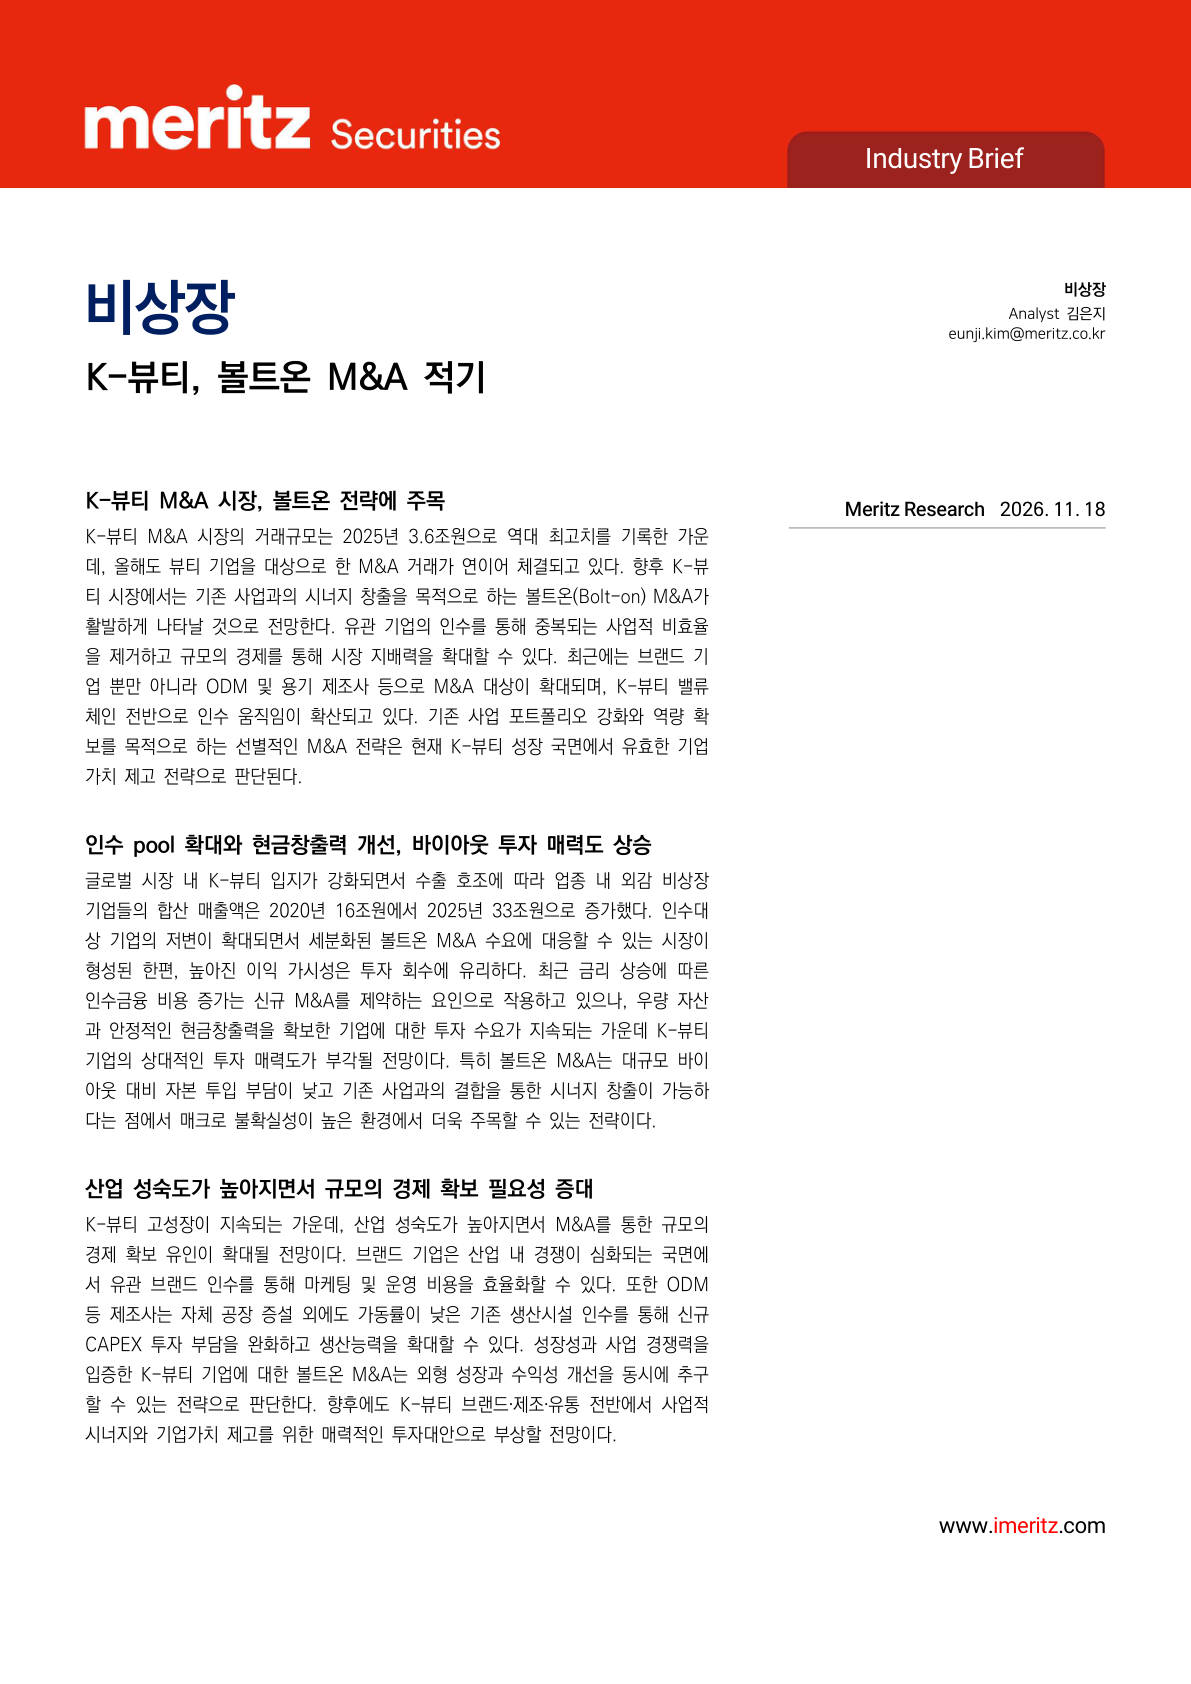 meritz Securities
Industry Brief
비상장
K-뷰티, 볼트온 M&A 적기
비상장
Analyst 김은지
eunji.kim@meritz.co.kr
Meritz Research 2026. 11. 18
K-뷰티 M&A 시장, 볼트온 전략에 주목
K-뷰티 M&A 시장의 거래규모는 2025년 3.6조원으로 역대 최고치를 기록한 가운
데, 올해도 뷰티 기업을 대상으로 한 M&A 거래가 연이어 체결되고 있다. 향후 K-뷰
티 시장에서는 기존 사업과의 시너지 창출을 목적으로 하는 볼트온(Bolt-on) M&A가
활발하게 나타날 것으로 전망한다. 유관 기업의 인수를 통해 중복되는 사업적 비효율
을 제거하고 규모의 경제를 통해 시장 지배력을 확대할 수 있다. 최근에는 브랜드 기
업 뿐만 아니라 ODM 및 용기 제조사 등으로 M&A 대상이 확대되며, K-뷰티 밸류
체인 전반으로 인수 움직임이 확산되고 있다. 기존 사업 포트폴리오 강화와 역량 확
보를 목적으로 하는 선별적인 M&A 전략은 현재 K-뷰티 성장 국면에서 유효한 기업
가치 제고 전략으로 판단된다.
인수 pool 확대와 현금창출력 개선, 바이아웃 투자 매력도 상승
글로벌 시장 내 K-뷰티 입지가 강화되면서 수출 호조에 따라 업종 내 외감 비상장
기업들의 합산 매출액은 2020년 16조원에서 2025년 33조원으로 증가했다. 인수대
상 기업의 저변이 확대되면서 세분화된 볼트온 M&A 수요에 대응할 수 있는 시장이
형성된 한편, 높아진 이익 가시성은 투자 회수에 유리하다. 최근 금리 상승에 따른
인수금융 비용 증가는 신규 M&A를 제약하는 요인으로 작용하고 있으나, 우량 자산
과 안정적인 현금창출력을 확보한 기업에 대한 투자 수요가 지속되는 가운데 K-뷰티
기업의 상대적인 투자 매력도가 부각될 전망이다. 특히 볼트온 M&A는 대규모 바이
아웃 대비 자본 투입 부담이 낮고 기존 사업과의 결합을 통한 시너지 창출이 가능하
다는 점에서 매크로 불확실성이 높은 환경에서 더욱 주목할 수 있는 전략이다.
산업 성숙도가 높아지면서 규모의 경제 확보 필요성 증대
K-뷰티 고성장이 지속되는 가운데, 산업 성숙도가 높아지면서 M&A를 통한 규모의
경제 확보 유인이 확대될 전망이다. 브랜드 기업은 산업 내 경쟁이 심화되는 국면에
서 유관 브랜드 인수를 통해 마케팅 및 운영 비용을 효율화할 수 있다. 또한 ODM
등 제조사는 자체 공장 증설 외에도 가동률이 낮은 기존 생산시설 인수를 통해 신규
CAPEX 투자 부담을 완화하고 생산능력을 확대할 수 있다. 성장성과 사업 경쟁력을
입증한 K-뷰티 기업에 대한 볼트온 M&A는 외형 성장과 수익성 개선을 동시에 추구
할 수 있는 전략으로 판단한다. 향후에도 K-뷰티 브랜드·제조·유통 전반에서 사업적
시너지와 기업가치 제고를 위한 매력적인 투자대안으로 부상할 전망이다.
www.imeritz.com